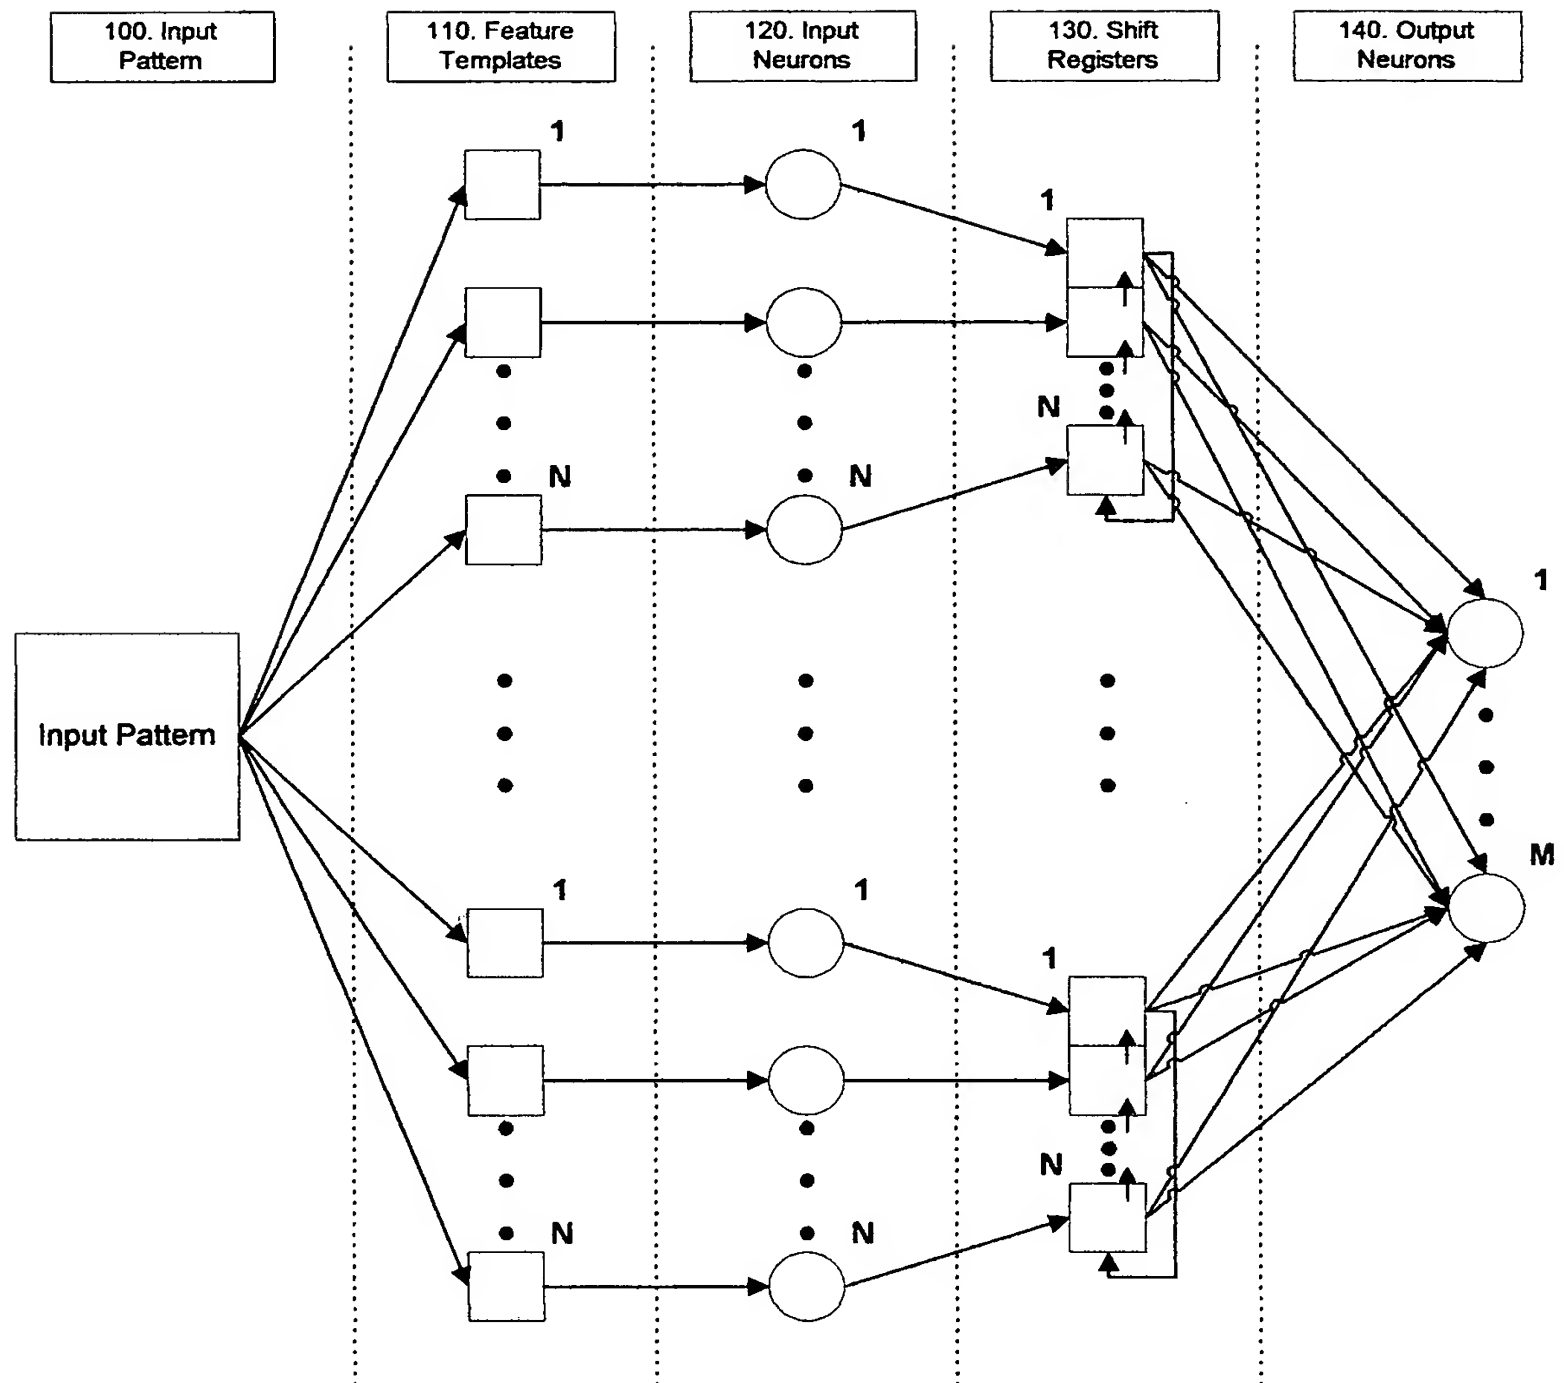 100. Input
Pattern
110. Feature
Templates
120. Input
Neurons
130. Shift
Registers
140. Output
Neurons
1
1
1
N
N
N
1
Input Pattern
M
1
1
1
N
N
N